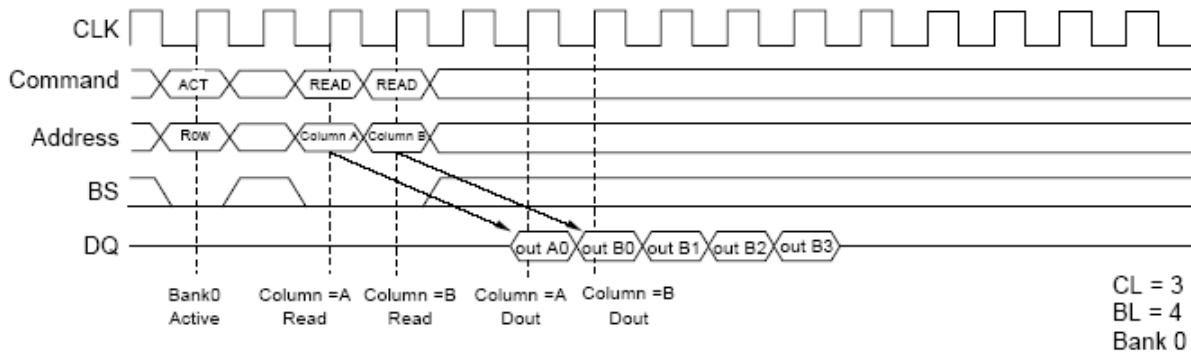 CLK
Command ACT READ READ
Address Row Column A Column B
BS
DQ out A0 out B0 out B1 out B2 out B3
Bank0 Column =A Column =B Column =A Column =B
Active Read Read Dout Dout
CL = 3
BL = 4
Bank 0